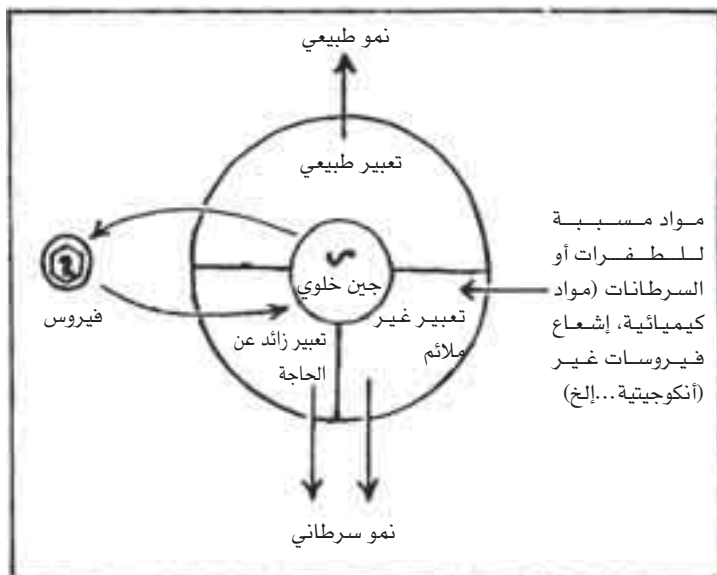 نمو طبيعي
تعبير طبيعي
مواد مسببة
للطفرات أو
السرطانات (مواد
كيميائية، إشعاع
فيروسات غير
أنكوجيتية...إلخ)
جين خلوي
فيروس
تعبير غير
ملائم
تعبير زائد عن
الحاجة
نمو سرطاني